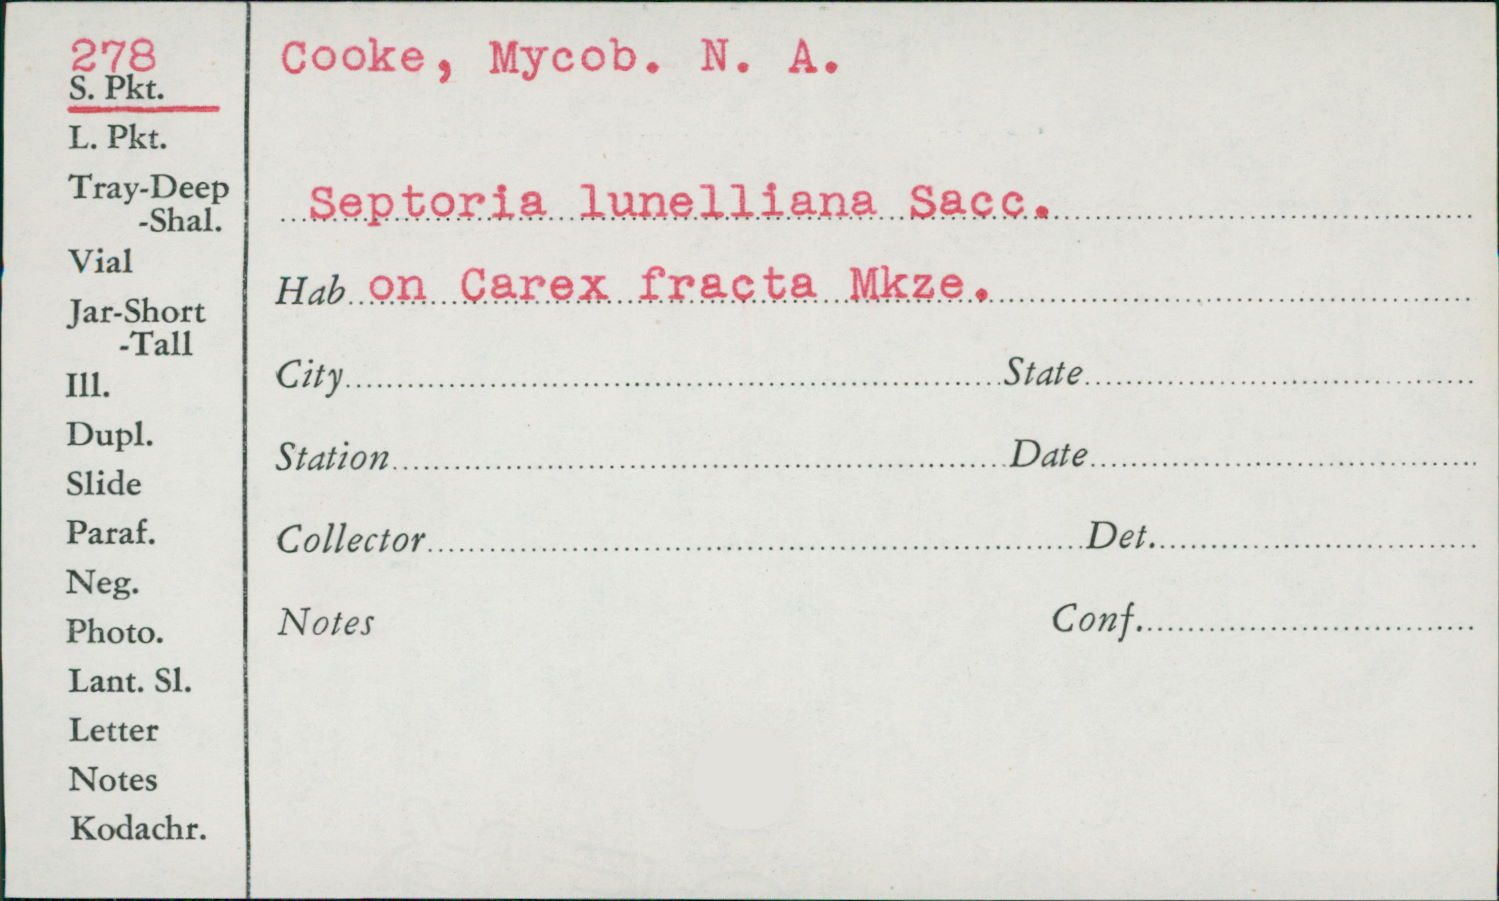 278
S. Pkt.
L. Pkt.
Tray-Deep
-Shal.
Vial
Jar-Short
-Tall
Ill.
Dupl.
Slide
Paraf.
Neg.
Photo.
Lant. Sl.
Letter
Notes
Kodachr.
Cooke, Mycob. N. A.
Septoria lunelliana Sacc.
Hab on Carex fracta Mkze.
City State
Station Date
Collector Det.
Notes Conf.